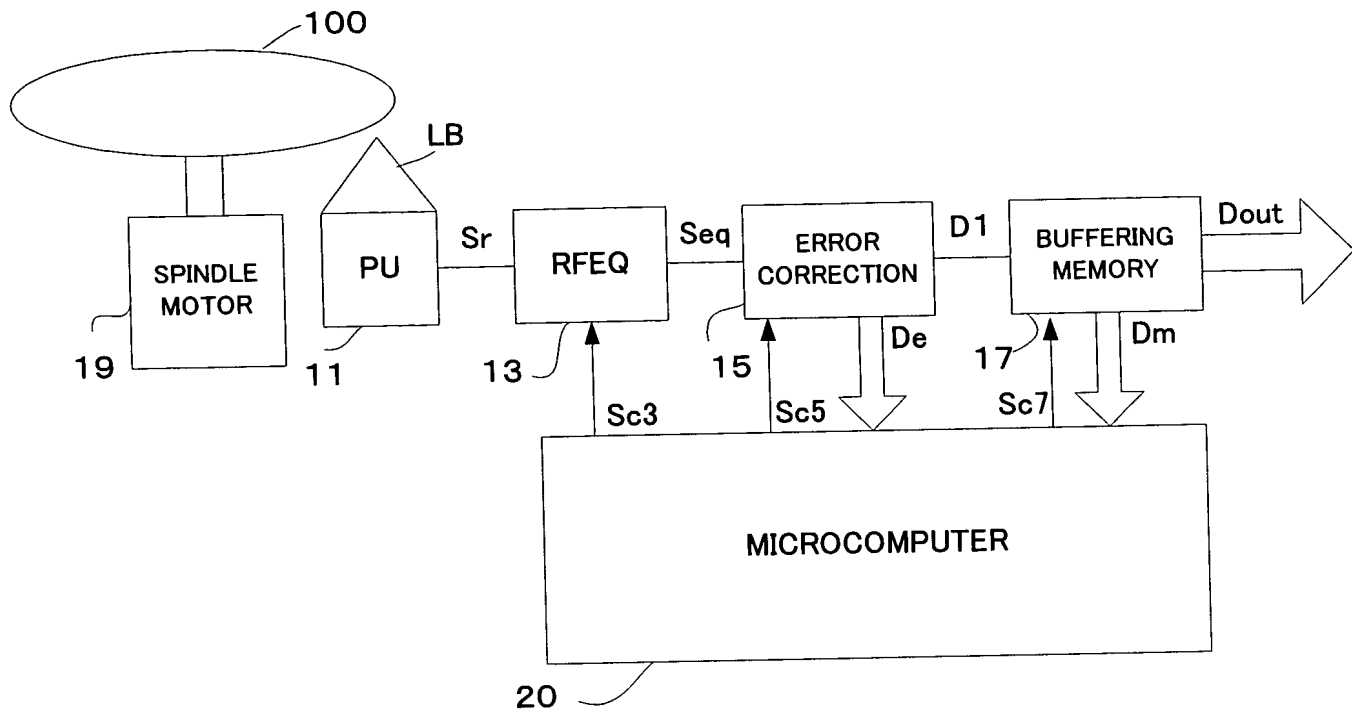 100
LB
Sr
Seq
D1
Dout
SPINDLE
MOTOR
PU
RFEQ
ERROR
CORRECTION
BUFFERING
MEMORY
19
11
13
15
De
17
Dm
Sc3
Sc5
Sc7
MICROCOMPUTER
20